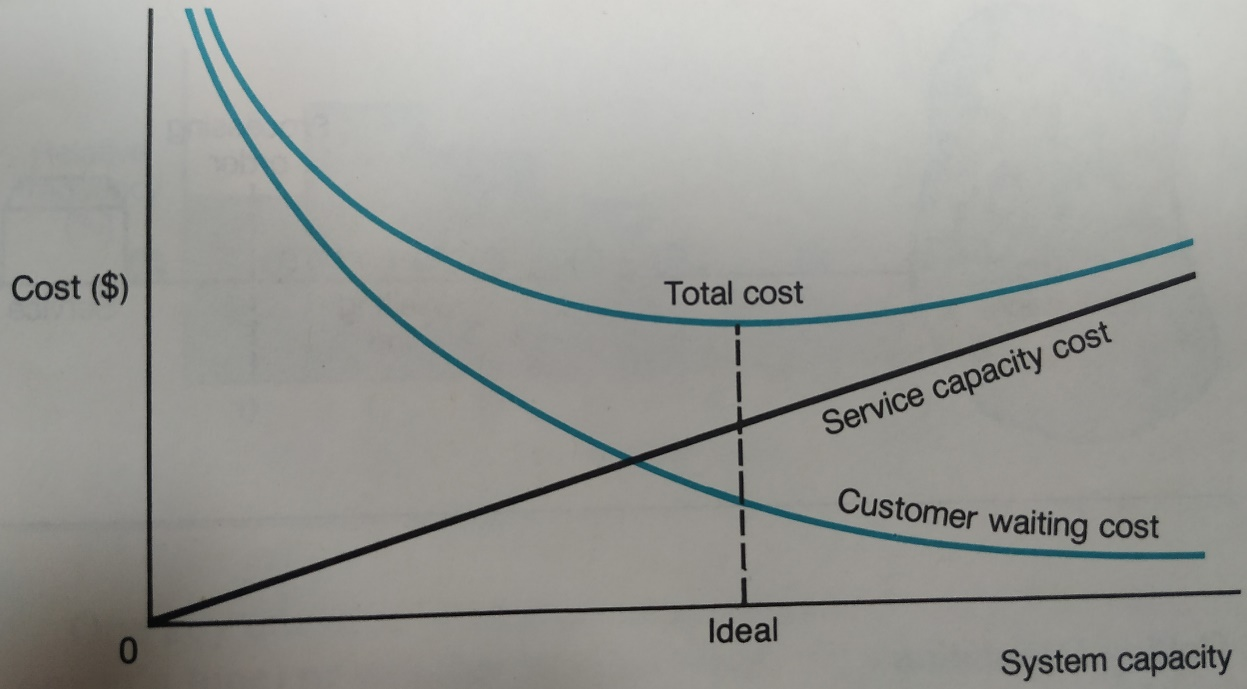 Cost ($)
Total cost
Service capacity cost
Customer waiting cost
0
Ideal
System capacity